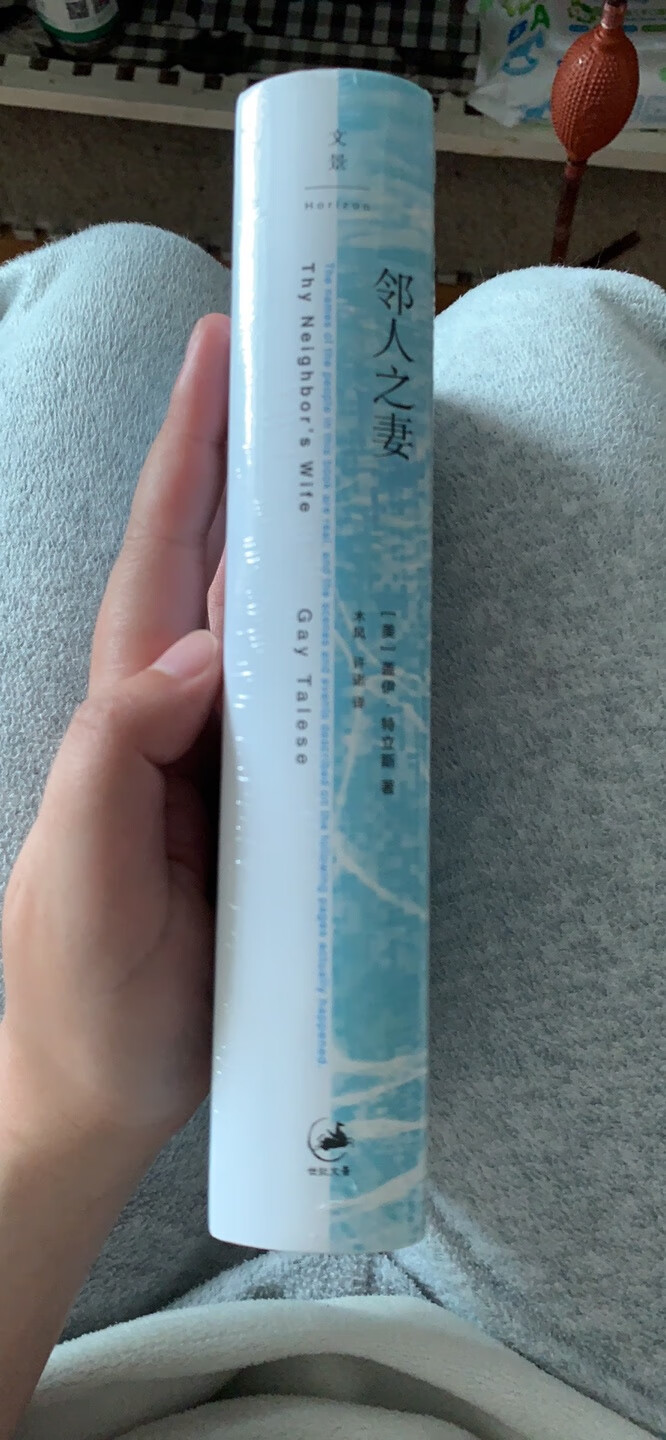 文景
Horizon
邻人之妻
[美]盖伊·特立斯 著
木风 许诺 译
The names of the people in this book are real, and the scenes and events described on the following pages actually happened.
Thy Neighbor's Wife
Gay Talese
世纪文景